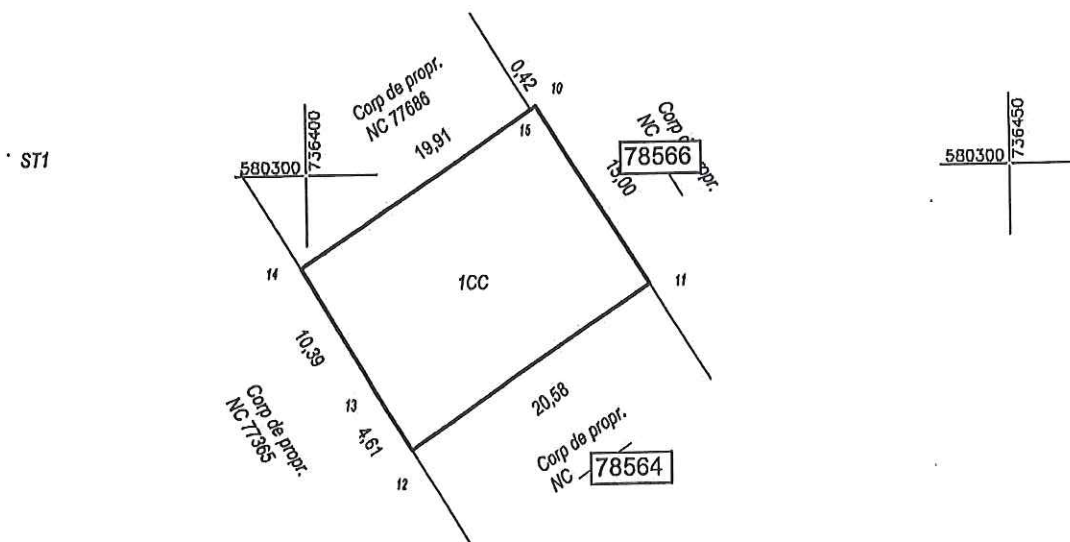 ST1
580300
736400
Corp de propr.
NC 77686
19,91
0,42
10
15
Corp de propr.
NC
78566
15,00
580300
736450
14
1CC
11
10,39
13
4,61
12
Corp de propr.
NC 77365
20,58
Corp de propr.
NC 78564